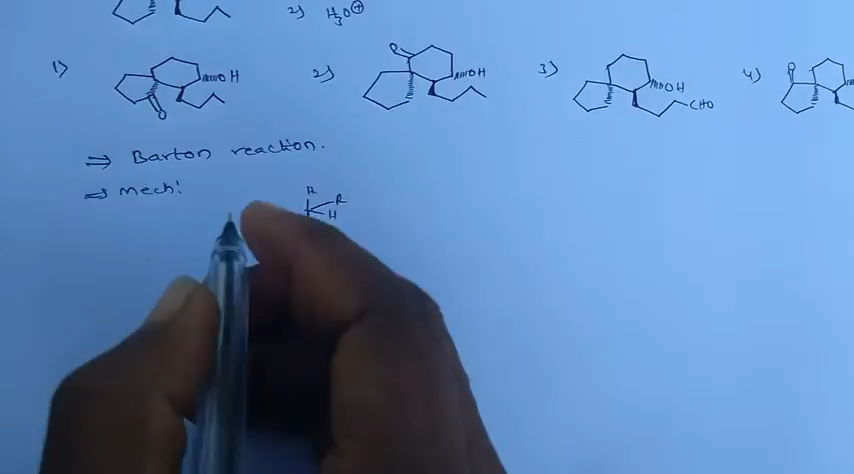 2) H3O⊕
1) OH O
2) O OH
3) OH CHO
4) O
⇒ Barton reaction.
⇒ Mech:
R
R
H